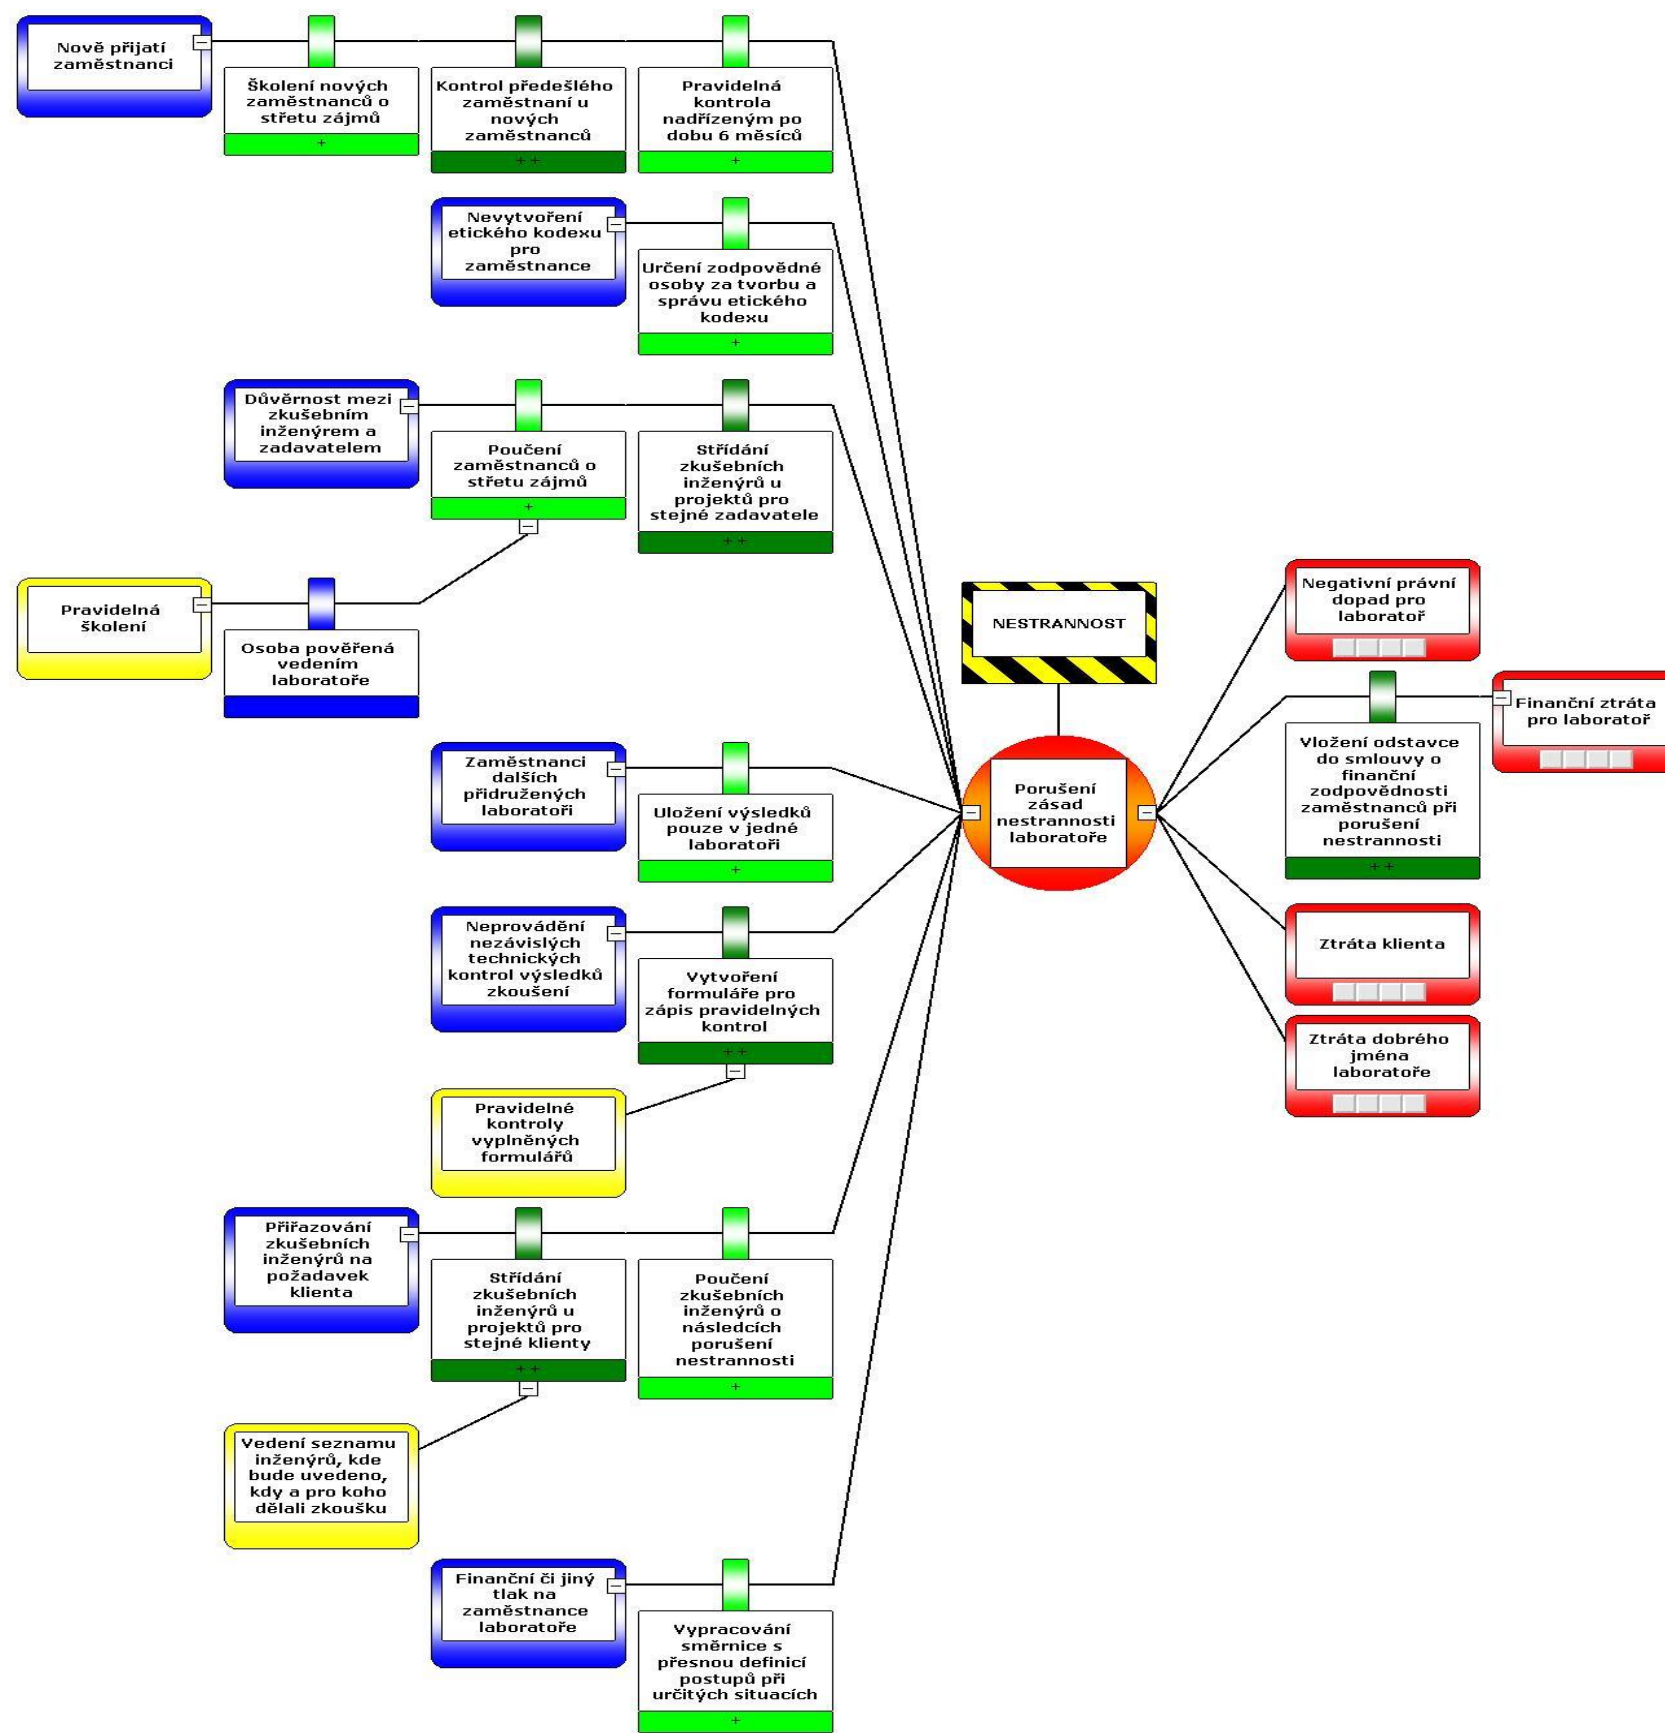 Nově přijatí
zaměstnanci
Školení nových
zaměstnanců o
střetu zájmů
+
Kontrol předešlého
zaměstnaní u
nových
zaměstnanců
++
Pravidelná
kontrola
nadřízeným po
dobu 6 měsíců
+
Nevytvoření
etického kodexu
pro
zaměstnance
Určení zodpovědné
osoby za tvorbu a
správu etického
kodexu
+
Důvěrnost mezi
zkušebním
inženýrem a
zadavatelem
Poučení
zaměstnanců o
střetu zájmů
+
Střídání
zkušebních
inženýrů u
projektů pro
stejné zadavatele
++
Pravidelná
školení
Osoba pověřená
vedením
laboratoře
Zaměstnanci
dalších
přidružených
laboratoři
Uložení výsledků
pouze v jedné
laboratoři
+
Neprovádění
nezávislých
technických
kontrol výsledků
zkoušení
Vytvoření
formuláře pro
zápis pravidelných
kontrol
++
Pravidelné
kontroly
vyplněných
formulářů
Přiřazování
zkušebních
inženýrů na
požadavek
klienta
Střídání
zkušebních
inženýrů u
projektů pro
stejné klienty
++
Poučení
zkušebních
inženýrů o
následcích
porušení
nestrannosti
+
Vedení seznamu
inženýrů, kde
bude uvedeno,
kdy a pro koho
dělali zkoušku
Finanční či jiný
tlak na
zaměstnance
laboratoře
Vypracování
směrnice s
přesnou definicí
postupů při
určitých situacích
+
NESTRANNOST
Porušení
zásad
nestrannosti
laboratoře
Negativní právní
dopad pro
laboratoř
Vložení odstavce
do smlouvy o
finanční
zodpovědnosti
zaměstnanců při
porušení
nestrannosti
++
Finanční ztráta
pro laboratoř
Ztráta klienta
Ztráta dobrého
jména
laboratoře